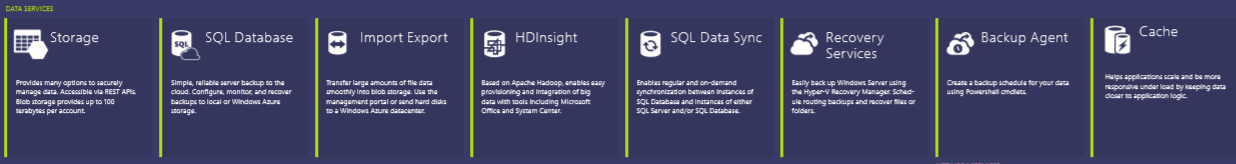 DATA SERVICES
Storage
Provides many options to securely
manage data. Accessible via REST APIs.
Blob storage provides up to 100
terabytes per account.
SQL
SQL Database
Simple, reliable server backup to the
cloud. Configure, monitor, and recover
backups to local or Windows Azure
storage.
Import Export
Transfer large amounts of file data
smoothly into blob storage. Use the
management portal or send hard disks
to a Windows Azure datacenter.
HDInsight
Based on Apache Hadoop, enables easy
provisioning and integration of big
data with tools including Microsoft
Office and System Center.
SQL Data Sync
Enables regular and on-demand
synchronization between instances of
SQL Database and instances of either
SQL Server and/or SQL Database.
Recovery
Services
Easily back up Windows Server using
the Hyper-V Recovery Manager. Sched-
ule routing backups and recover files or
folders.
Backup Agent
Create a backup schedule for your data
using Powershell cmdlets.
Cache
Helps applications scale and be more
responsive under load by keeping data
closer to application logic.